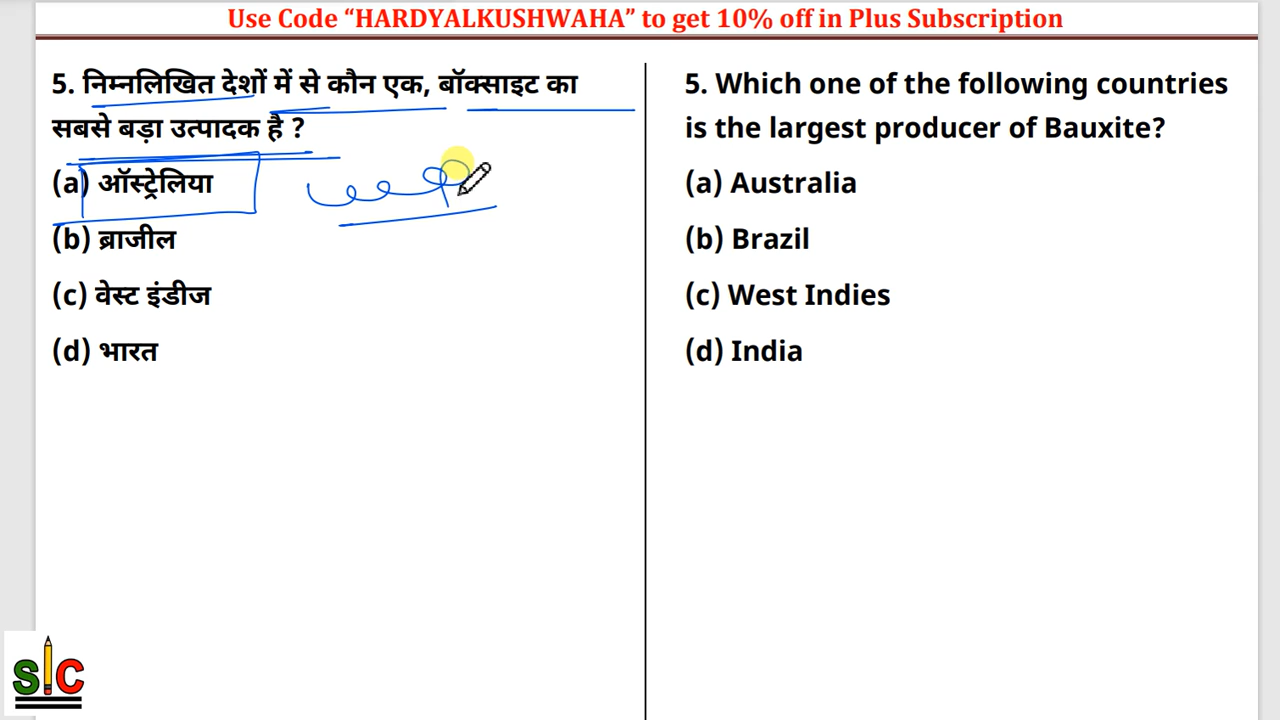 Use Code “HARDYALKUSHWAHA” to get 10% off in Plus Subscription
5. निम्नलिखित देशों में से कौन एक, बॉक्साइट का
सबसे बड़ा उत्पादक है ?
(a) ऑस्ट्रेलिया
(b) ब्राजील
(c) वेस्ट इंडीज
(d) भारत
5. Which one of the following countries
is the largest producer of Bauxite?
(a) Australia
(b) Brazil
(c) West Indies
(d) India
SC